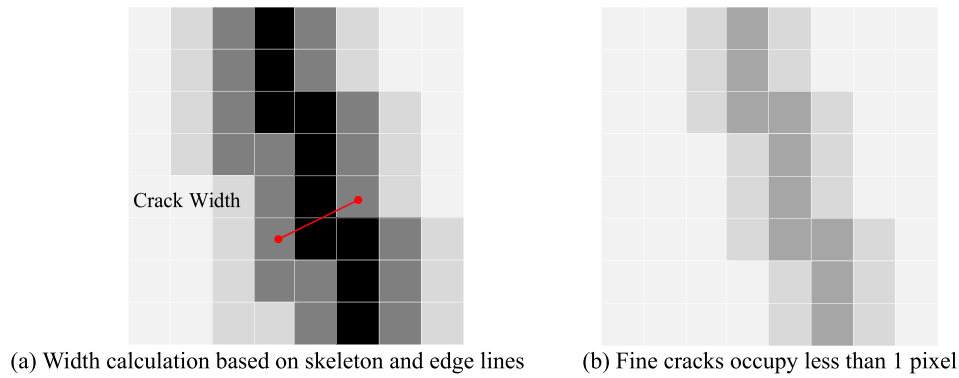 Crack Width
(a) Width calculation based on skeleton and edge lines
(b) Fine cracks occupy less than 1 pixel